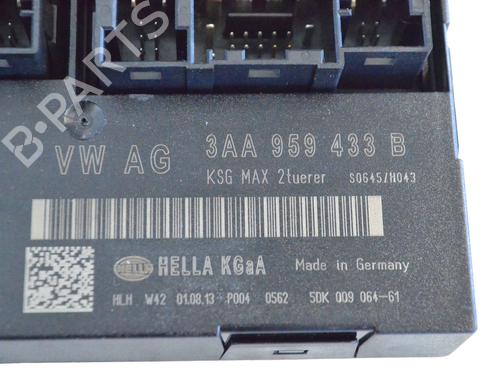 VW AG 3AA 959 433 B
KSG MAX 2tuerer S0645/H043
HELLA
HELLA KGaA Made in Germany
HLH W42 01.08.13 P004 0562 5DK 009 064-61
B-PARTS